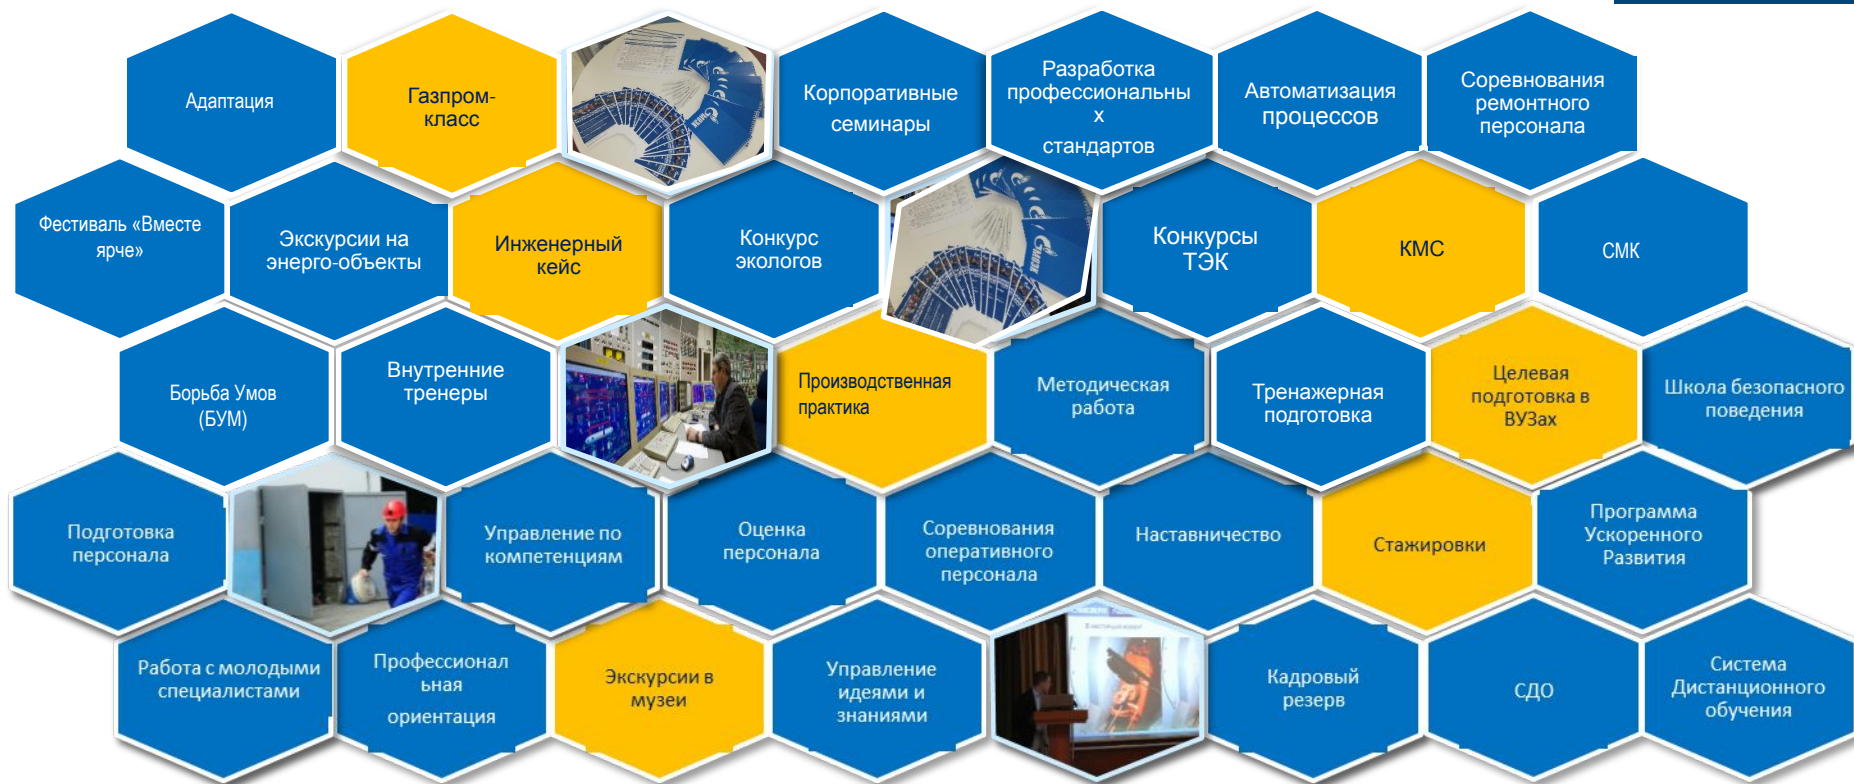 Адаптация
Газпром-
класс
Корпоративные
семинары
Разработка
профессиональны
х
стандартов
Автоматизация
процессов
Соревнования
ремонтного
персонала
Фестиваль «Вместе
ярче»
Экскурсии на
энерго-объекты
Инженерный
кейс
Конкурс
экологов
Конкурсы
ТЭК
КМС
СМК
Борьба Умов
(БУМ)
Внутренние
тренеры
Производственная
практика
Методическая
работа
Тренажерная
подготовка
Целевая
подготовка в
ВУЗах
Школа безопасного
поведения
Подготовка
персонала
Управление по
компетенциям
Оценка
персонала
Соревнования
оперативного
персонала
Наставничество
Стажировки
Программа
Ускоренного
Развития
Работа с молодыми
специалистами
Профессионал
ьная
ориентация
Экскурсии в
музеи
Управление
идеями и
знаниями
Кадровый
резерв
СДО
Система
Дистанционного
обучения